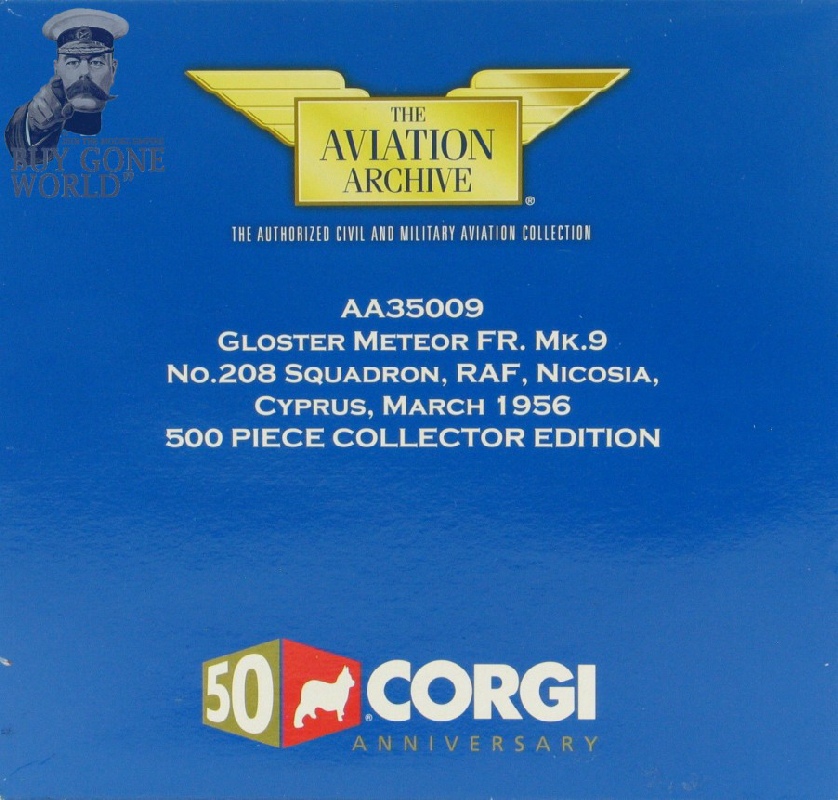 BUY GONE
WORLD"
THE
AVIATION
ARCHIVE
®
THE AUTHORIZED CIVIL AND MILITARY AVIATION COLLECTION
AA35009
GLOSTER METEOR FR. MK.9
NO.208 SQUADRON, RAF, NICOSIA,
CYPRUS, MARCH 1956
500 PIECE COLLECTOR EDITION
50 ®CORGI
ANNIVERSARY